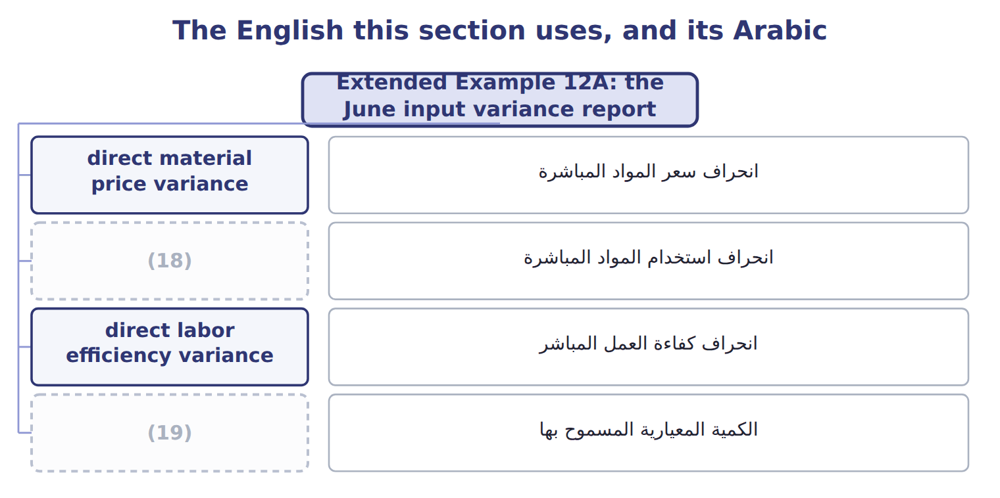 The English this section uses, and its Arabic
Extended Example 12A: the
June input variance report
direct material
price variance
انحراف سعر المواد المباشرة
(18)
انحراف استخدام المواد المباشرة
direct labor
efficiency variance
انحراف كفاءة العمل المباشر
(19)
الكمية المعيارية المسموح بها